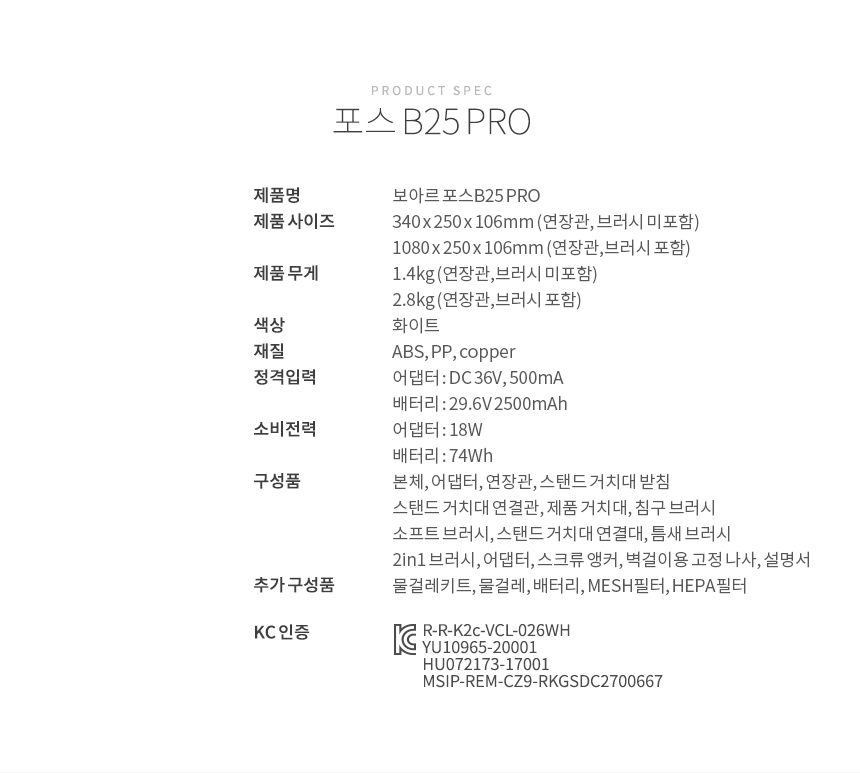 PRODUCT SPEC
포스 B25 PRO
제품명 보아르 포스B25 PRO
제품 사이즈 340 x 250 x 106mm (연장관, 브러시 미포함)
1080 x 250 x 106mm (연장관,브러시 포함)
제품 무게 1.4kg (연장관,브러시 미포함)
2.8kg (연장관,브러시 포함)
색상 화이트
재질 ABS, PP, copper
정격입력 어댑터 : DC 36V, 500mA
배터리 : 29.6V 2500mAh
소비전력 어댑터 : 18W
배터리 : 74Wh
구성품 본체, 어댑터, 연장관, 스탠드 거치대 받침
스탠드 거치대 연결관, 제품 거치대, 침구 브러시
소프트 브러시, 스탠드 거치대 연결대, 틈새 브러시
2in1 브러시, 어댑터, 스크류 앵커, 벽걸이용 고정 나사, 설명서
추가 구성품 물걸레키트, 물걸레, 배터리, MESH필터, HEPA필터
KC 인증 R-R-K2c-VCL-026WH
YU10965-20001
HU072173-17001
MSIP-REM-CZ9-RKGSDC2700667